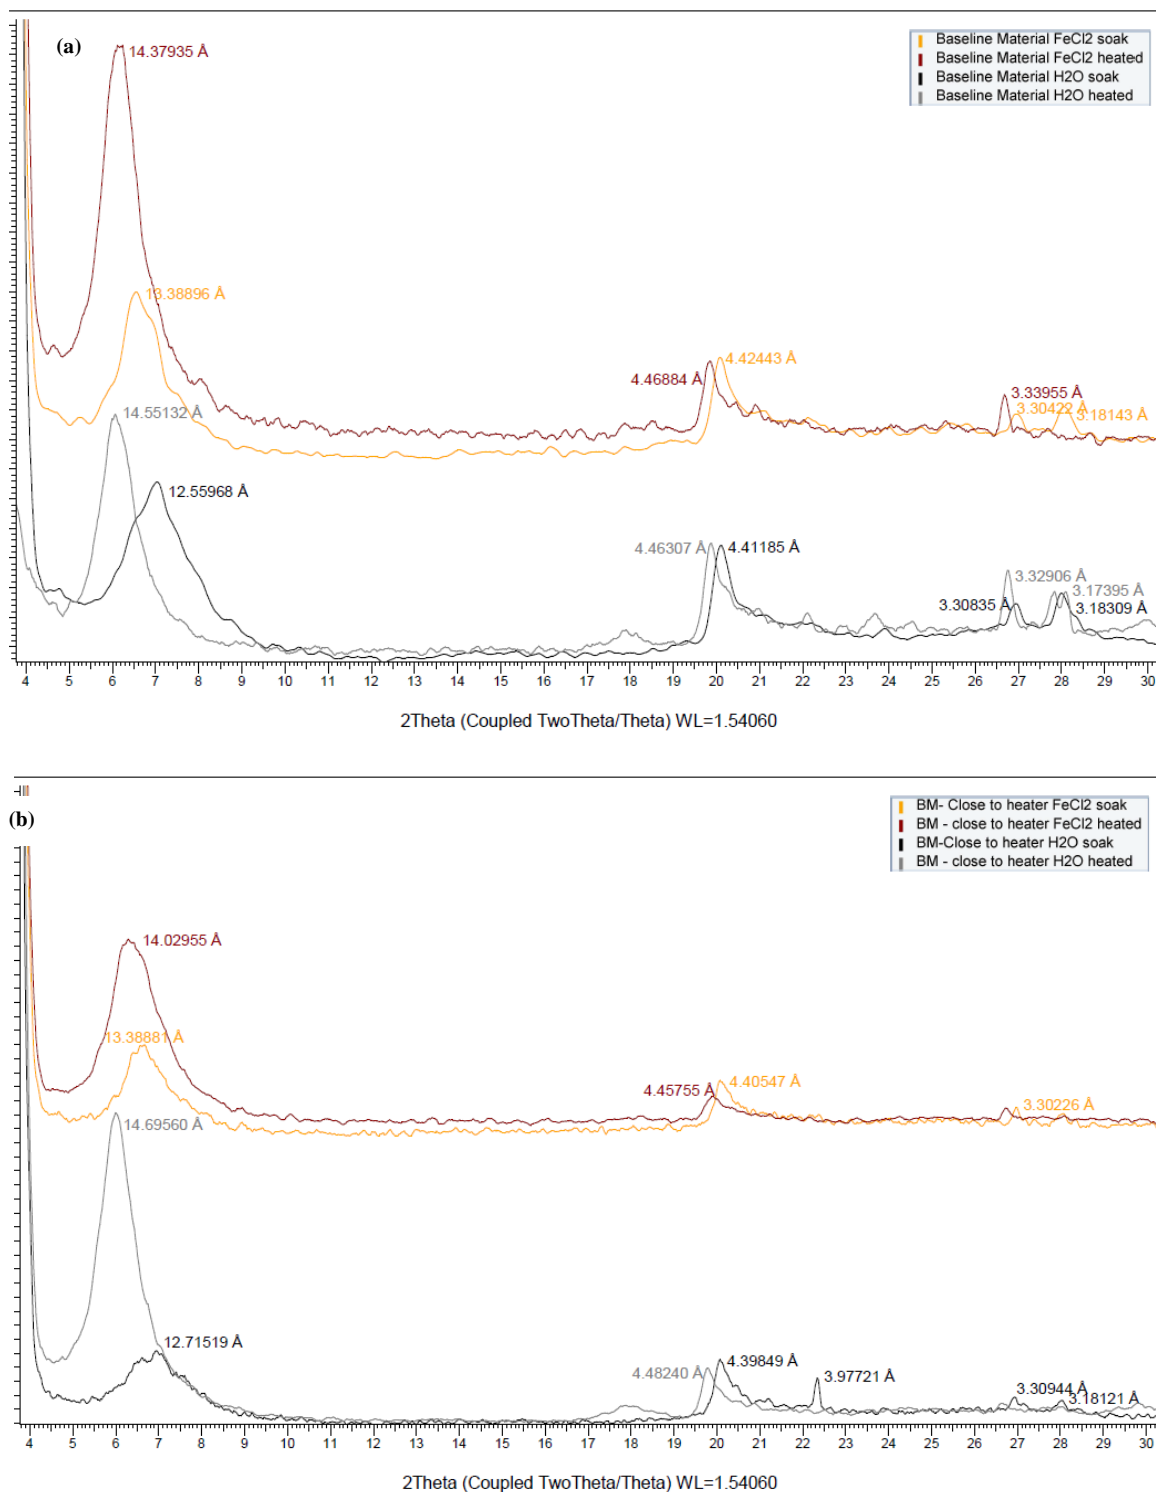 (a)
Baseline Material FeCl2 soak
Baseline Material FeCl2 heated
Baseline Material H2O soak
Baseline Material H2O heated
14.37935 Å
13.38896 Å
14.55132 Å
12.55968 Å
4.42443 Å
4.46884 Å
3.33955 Å
3.30422 Å
3.18143 Å
4.46307 Å
4.41185 Å
3.32906 Å
3.17395 Å
3.30835 Å
3.18309 Å
4 5 6 7 8 9 10 11 12 13 14 15 16 17 18 19 20 21 22 23 24 25 26 27 28 29 30
2Theta (Coupled TwoTheta/Theta) WL=1.54060
(b)
BM- Close to heater FeCl2 soak
BM - close to heater FeCl2 heated
BM-Close to heater H2O soak
BM - close to heater H2O heated
14.02955 Å
13.38881 Å
14.69560 Å
12.71519 Å
4.45755 Å
4.40547 Å
3.30226 Å
4.48240 Å
4.39849 Å
3.97721 Å
3.30944 Å
3.18121 Å
4 5 6 7 8 9 10 11 12 13 14 15 16 17 18 19 20 21 22 23 24 25 26 27 28 29 30
2Theta (Coupled TwoTheta/Theta) WL=1.54060